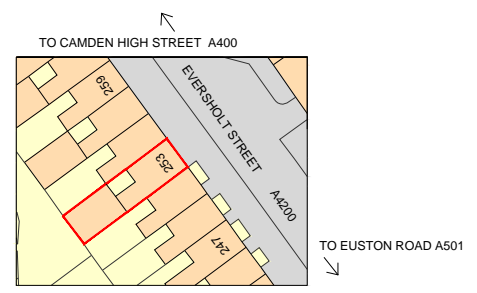 TO CAMDEN HIGH STREET A400
259
EVERSHOLT STREET
253
A4200
247
TO EUSTON ROAD A501